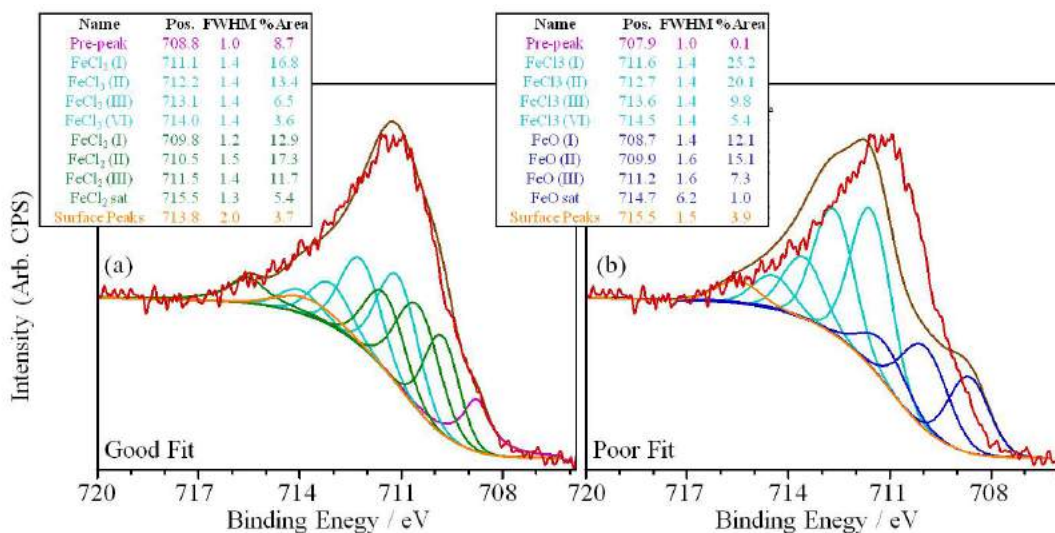 Name Pos. FWHM %Area
Pre-peak 708.8 1.0 8.7
FeCl₃ (I) 711.1 1.4 16.8
FeCl₃ (II) 712.2 1.4 13.4
FeCl₃ (III) 713.1 1.4 6.5
FeCl₃ (VI) 714.0 1.4 3.6
FeCl₂ (I) 709.8 1.2 12.9
FeCl₂ (II) 710.5 1.5 17.3
FeCl₂ (III) 711.5 1.4 11.7
FeCl₂ sat 715.5 1.3 5.4
Surface Peaks 713.8 2.0 3.7
Name Pos. FWHM %Area
Pre-peak 707.9 1.0 0.1
FeCl3 (I) 711.6 1.4 25.2
FeCl3 (II) 712.7 1.4 20.1
FeCl3 (III) 713.6 1.4 9.8
FeCl3 (VI) 714.5 1.4 5.4
FeO (I) 708.7 1.4 12.1
FeO (II) 709.9 1.6 15.1
FeO (III) 711.2 1.6 7.3
FeO sat 714.7 6.2 1.0
Surface Peaks 715.5 1.5 3.9
(a)
(b)
Intensity (Arb. CPS)
Good Fit
Poor Fit
720 717 714 711 708
720 717 714 711 708
Binding Enegy / eV
Binding Enegy / eV